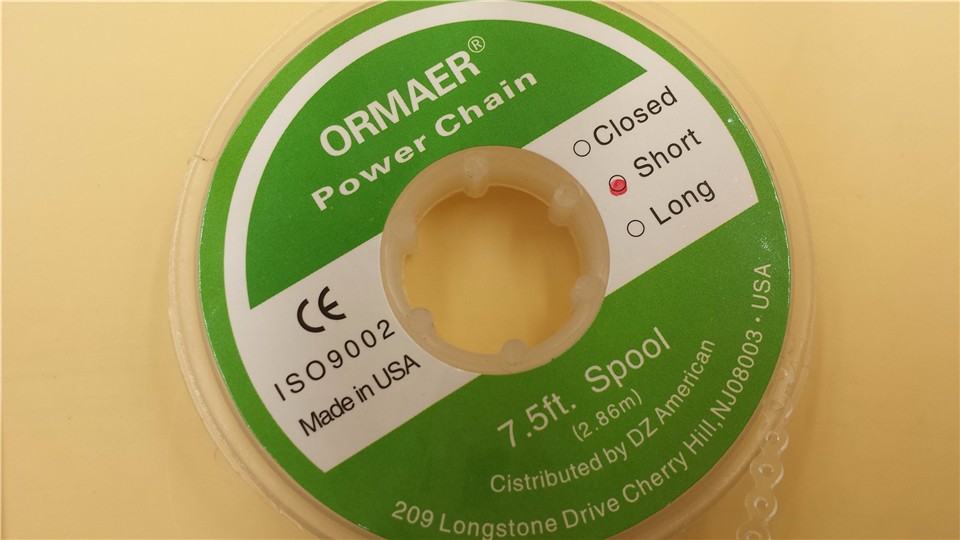 ORMAER®
Power Chain
Closed
Short
Long
CE
ISO9002
Made in USA
7.5ft. Spool
(2.86m)
Cistributed by DZ American
209 Longstone Drive Cherry Hill,NJ08003·USA